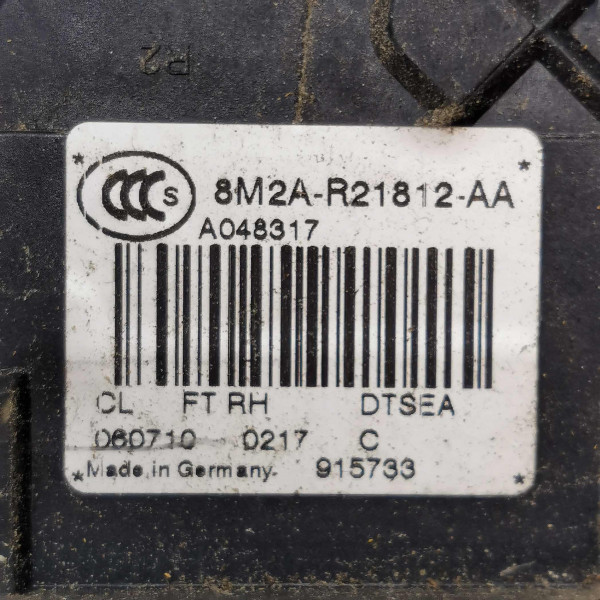 P2
CCC S
8M2A-R21812-AA
A048317
CL FT RH DTSEA
060710 0217 C
Made in Germany 915733